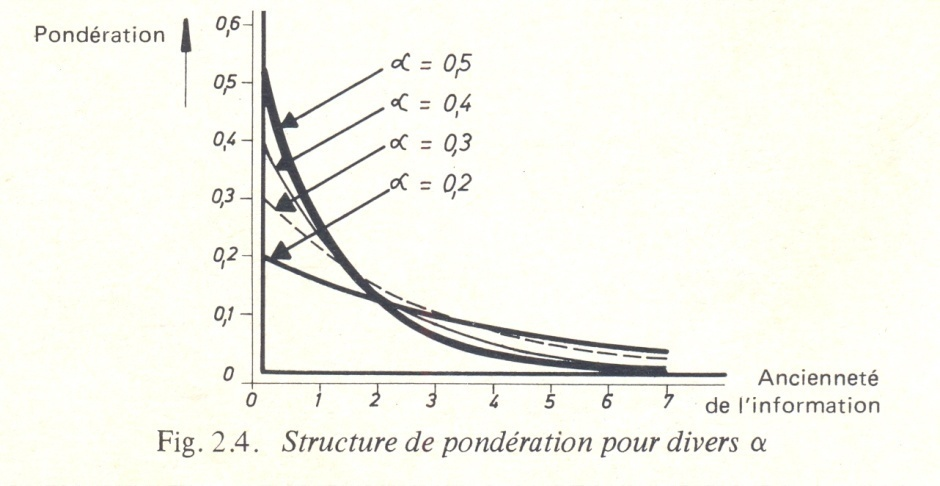 Pondération
0,6
0,5
0,4
0,3
0,2
0,1
0
α = 0,5
α = 0,4
α = 0,3
α = 0,2
0 1 2 3 4 5 6 7
Ancienneté
de l'information
Fig. 2.4. Structure de pondération pour divers α